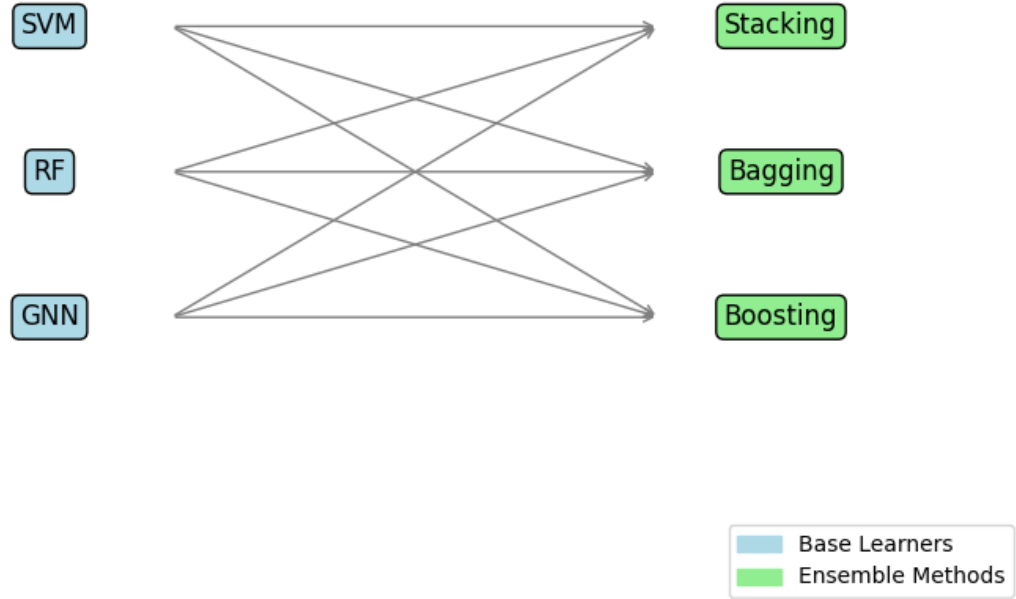 SVM
Stacking
RF
Bagging
GNN
Boosting
Base Learners
Ensemble Methods